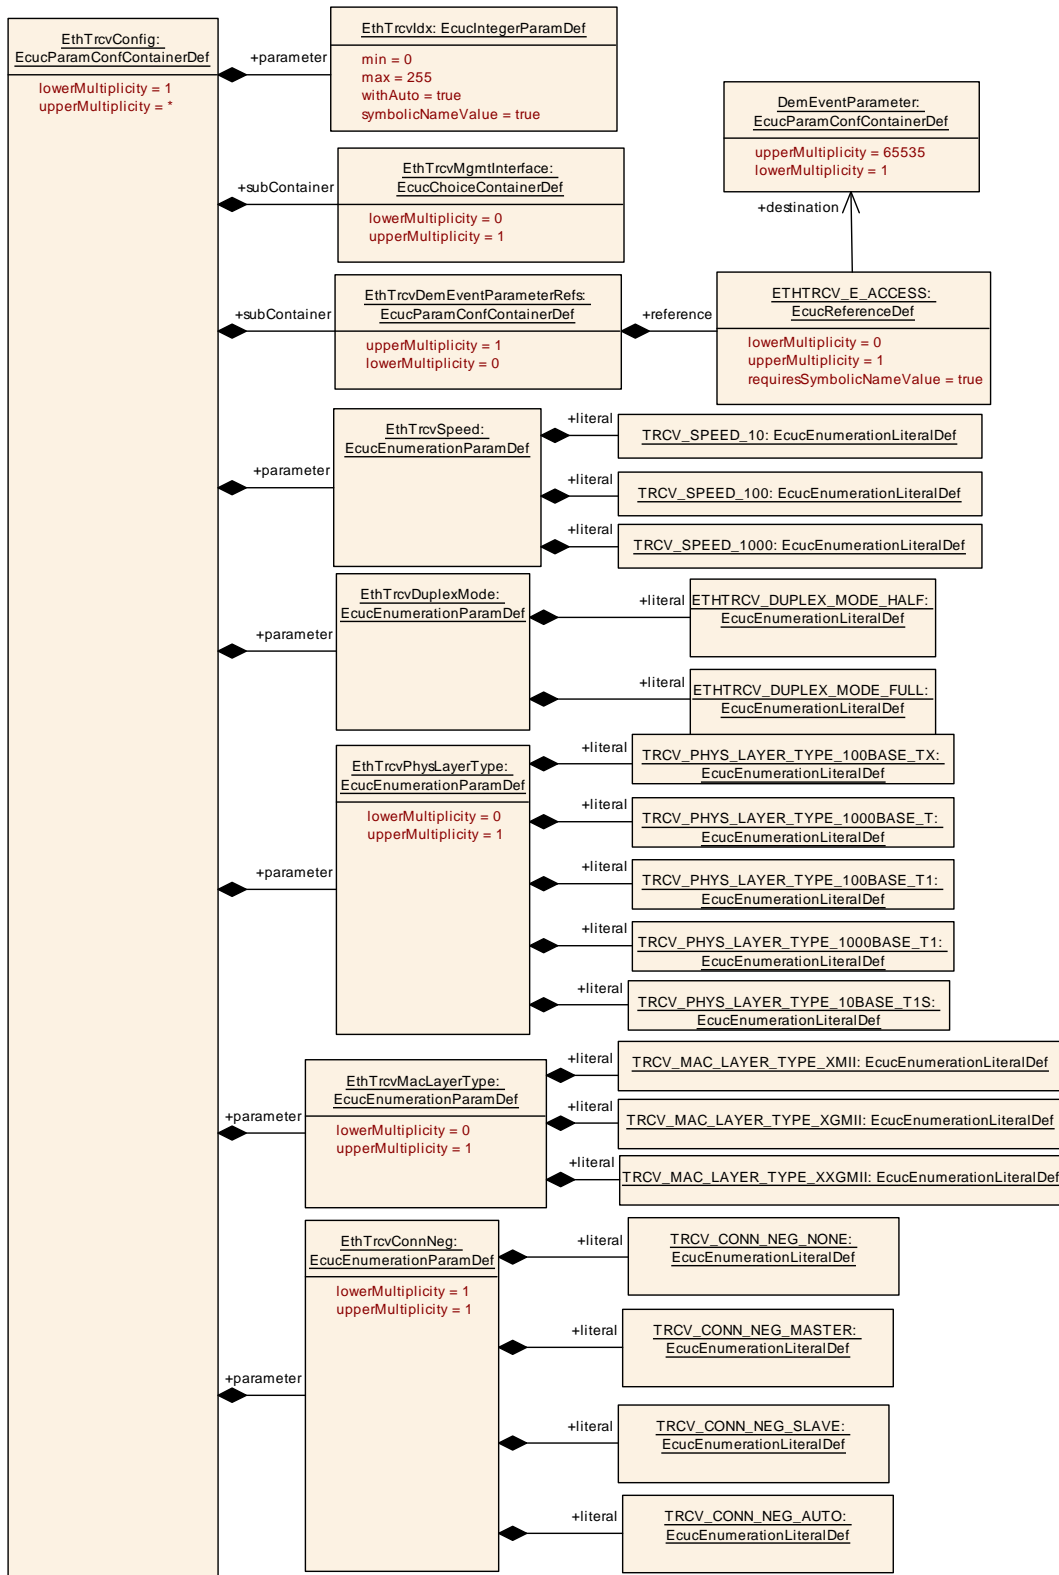 EthTrcvConfig:
EcucParamConfContainerDef
lowerMultiplicity = 1
upperMultiplicity = *
+parameter
EthTrcvIdx: EcucIntegerParamDef
min = 0
max = 255
withAuto = true
symbolicNameValue = true
DemEventParameter:
EcucParamConfContainerDef
upperMultiplicity = 65535
lowerMultiplicity = 1
+destination
+subContainer
EthTrcvMgmtInterface:
EcucChoiceContainerDef
lowerMultiplicity = 0
upperMultiplicity = 1
+subContainer
EthTrcvDemEventParameterRefs:
EcucParamConfContainerDef
upperMultiplicity = 1
lowerMultiplicity = 0
+reference
ETHTRCV_E_ACCESS:
EcucReferenceDef
lowerMultiplicity = 0
upperMultiplicity = 1
requiresSymbolicNameValue = true
+parameter
EthTrcvSpeed:
EcucEnumerationParamDef
+literal
TRCV_SPEED_10: EcucEnumerationLiteralDef
+literal
TRCV_SPEED_100: EcucEnumerationLiteralDef
+literal
TRCV_SPEED_1000: EcucEnumerationLiteralDef
+parameter
EthTrcvDuplexMode:
EcucEnumerationParamDef
+literal
ETHTRCV_DUPLEX_MODE_HALF:
EcucEnumerationLiteralDef
+literal
ETHTRCV_DUPLEX_MODE_FULL:
EcucEnumerationLiteralDef
+parameter
EthTrcvPhysLayerType:
EcucEnumerationParamDef
lowerMultiplicity = 0
upperMultiplicity = 1
+literal
TRCV_PHYS_LAYER_TYPE_100BASE_TX:
EcucEnumerationLiteralDef
+literal
TRCV_PHYS_LAYER_TYPE_1000BASE_T:
EcucEnumerationLiteralDef
+literal
TRCV_PHYS_LAYER_TYPE_100BASE_T1:
EcucEnumerationLiteralDef
+literal
TRCV_PHYS_LAYER_TYPE_1000BASE_T1:
EcucEnumerationLiteralDef
+literal
TRCV_PHYS_LAYER_TYPE_10BASE_T1S:
EcucEnumerationLiteralDef
+parameter
EthTrcvMacLayerType:
EcucEnumerationParamDef
lowerMultiplicity = 0
upperMultiplicity = 1
+literal
TRCV_MAC_LAYER_TYPE_XMII: EcucEnumerationLiteralDef
+literal
TRCV_MAC_LAYER_TYPE_XGMII: EcucEnumerationLiteralDef
+literal
TRCV_MAC_LAYER_TYPE_XXGMII: EcucEnumerationLiteralDef
+parameter
EthTrcvConnNeg:
EcucEnumerationParamDef
lowerMultiplicity = 1
upperMultiplicity = 1
+literal
TRCV_CONN_NEG_NONE:
EcucEnumerationLiteralDef
+literal
TRCV_CONN_NEG_MASTER:
EcucEnumerationLiteralDef
+literal
TRCV_CONN_NEG_SLAVE:
EcucEnumerationLiteralDef
+literal
TRCV_CONN_NEG_AUTO:
EcucEnumerationLiteralDef